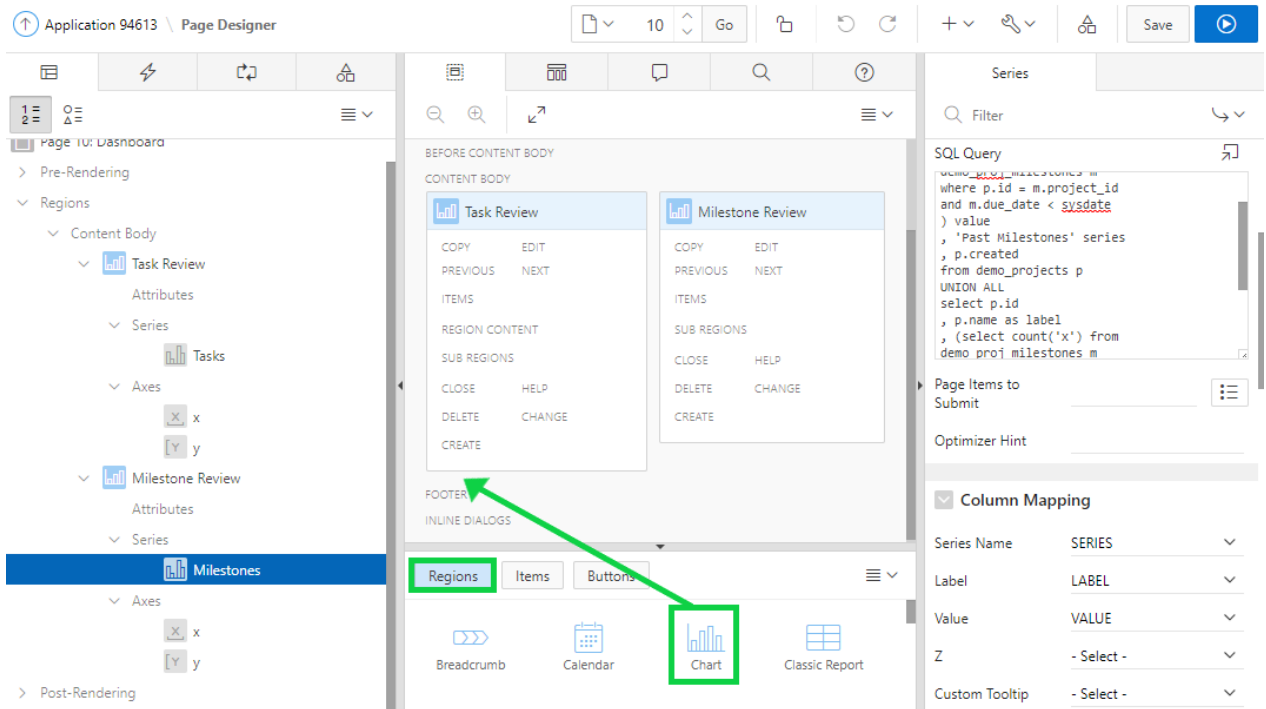 Application 94613 \ Page Designer
10
Go
Save
Series
1 =
2 =
Filter
Page 10: Dashboard
Pre-Rendering
Regions
Content Body
Task Review
Attributes
Series
Tasks
Axes
x
y
Milestone Review
Attributes
Series
Milestones
Axes
x
y
Post-Rendering
BEFORE CONTENT BODY
CONTENT BODY
Task Review
COPY EDIT
PREVIOUS NEXT
ITEMS
REGION CONTENT
SUB REGIONS
CLOSE HELP
DELETE CHANGE
CREATE
Milestone Review
COPY EDIT
PREVIOUS NEXT
ITEMS
SUB REGIONS
CLOSE HELP
DELETE CHANGE
CREATE
FOOTER
INLINE DIALOGS
Regions Items Buttons
Breadcrumb Calendar Chart Classic Report
SQL Query
demo_proj_milestones m
where p.id = m.project_id
and m.due_date < sysdate
) value
, 'Past Milestones' series
, p.created
from demo_projects p
UNION ALL
select p.id
, p.name as label
, (select count('x') from
demo_proj_milestones m
Page Items to
Submit
Optimizer Hint
Column Mapping
Series Name SERIES
Label LABEL
Value VALUE
Z - Select -
Custom Tooltip - Select -